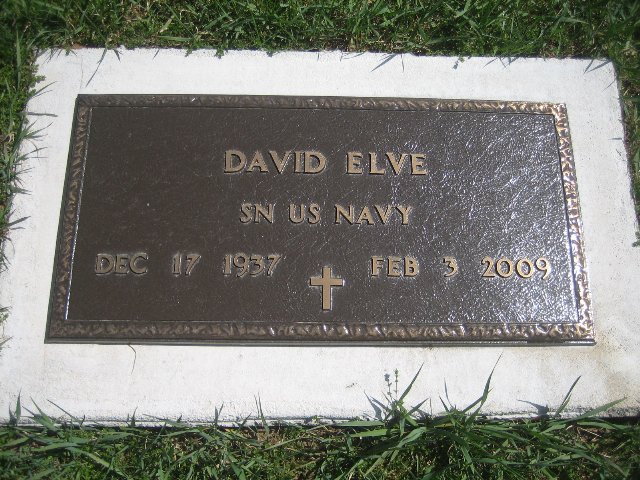 DAVID ELVE
SN US NAVY
DEC 17 1937 FEB 3 2009